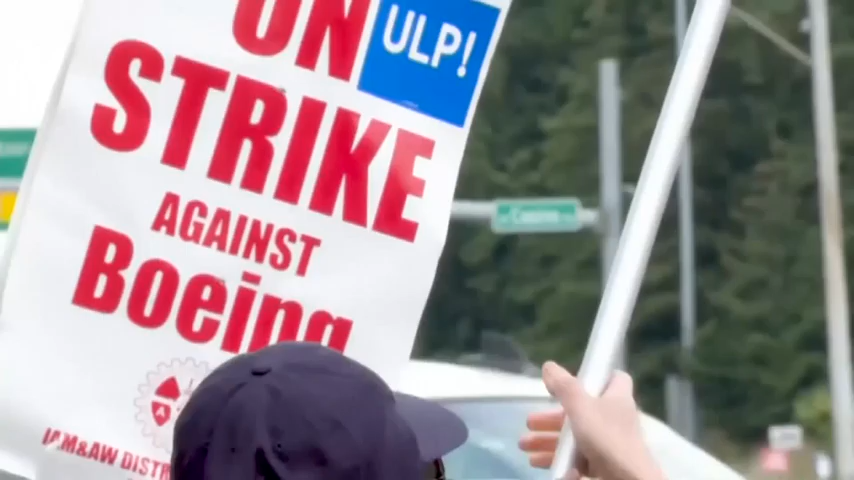 ON
ULP!
STRIKE
AGAINST
Boeing
IAM&AW DISTR